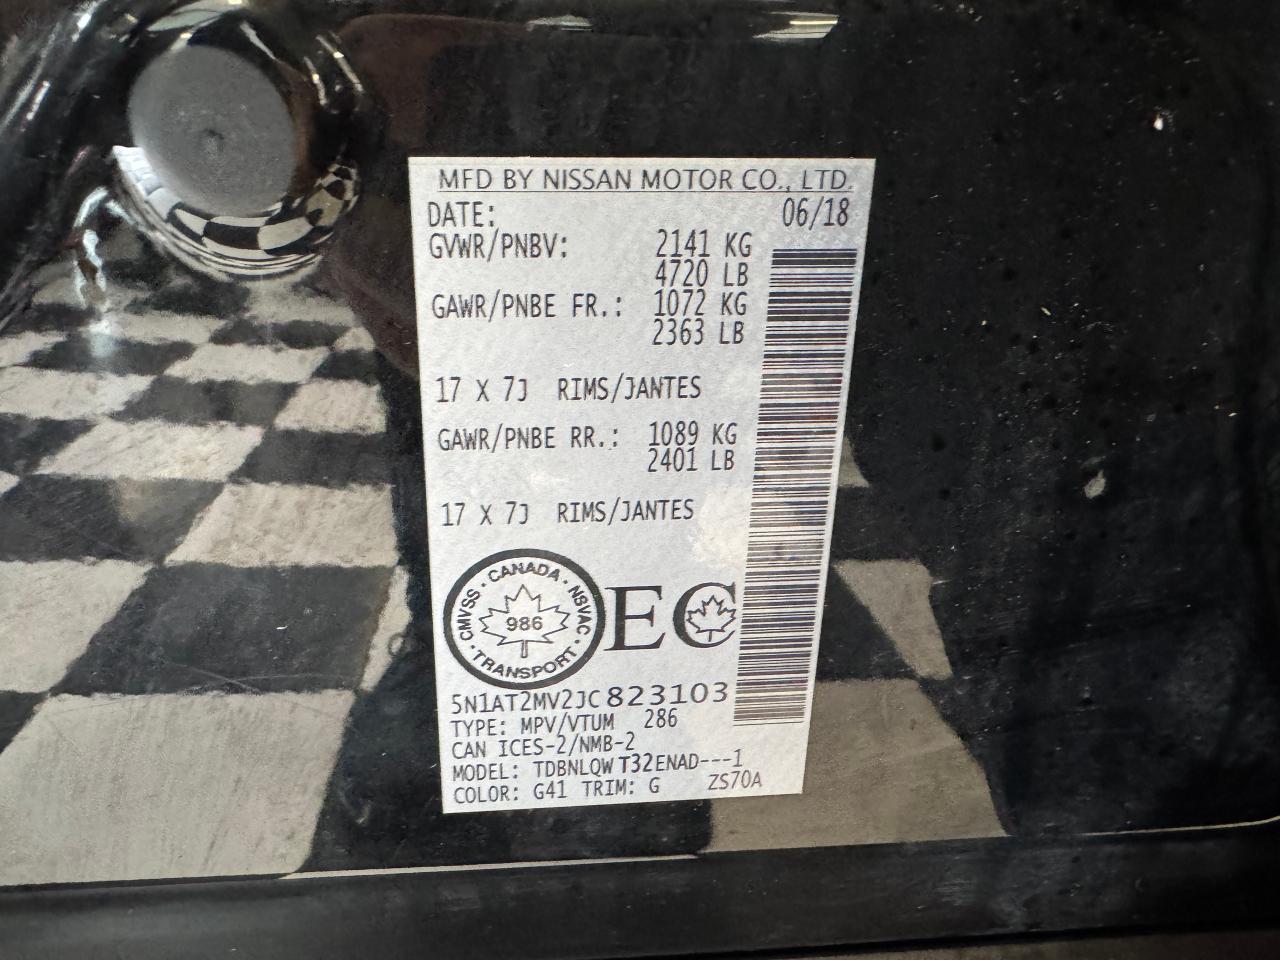 MFD BY NISSAN MOTOR CO., LTD.
DATE: 06/18
GVWR/PNBV: 2141 KG
4720 LB
GAWR/PNBE FR.: 1072 KG
2363 LB
17 X 7J RIMS/JANTES
GAWR/PNBE RR.: 1089 KG
2401 LB
17 X 7J RIMS/JANTES
CMVSS · CANADA · NSVAC · TRANSPORT ·
986
EC
5N1AT2MV2JC823103
TYPE: MPV/VTUM 286
CAN ICES-2/NMB-2
MODEL: TDBNLQWT32ENAD---1
COLOR: G41 TRIM: G ZS70A